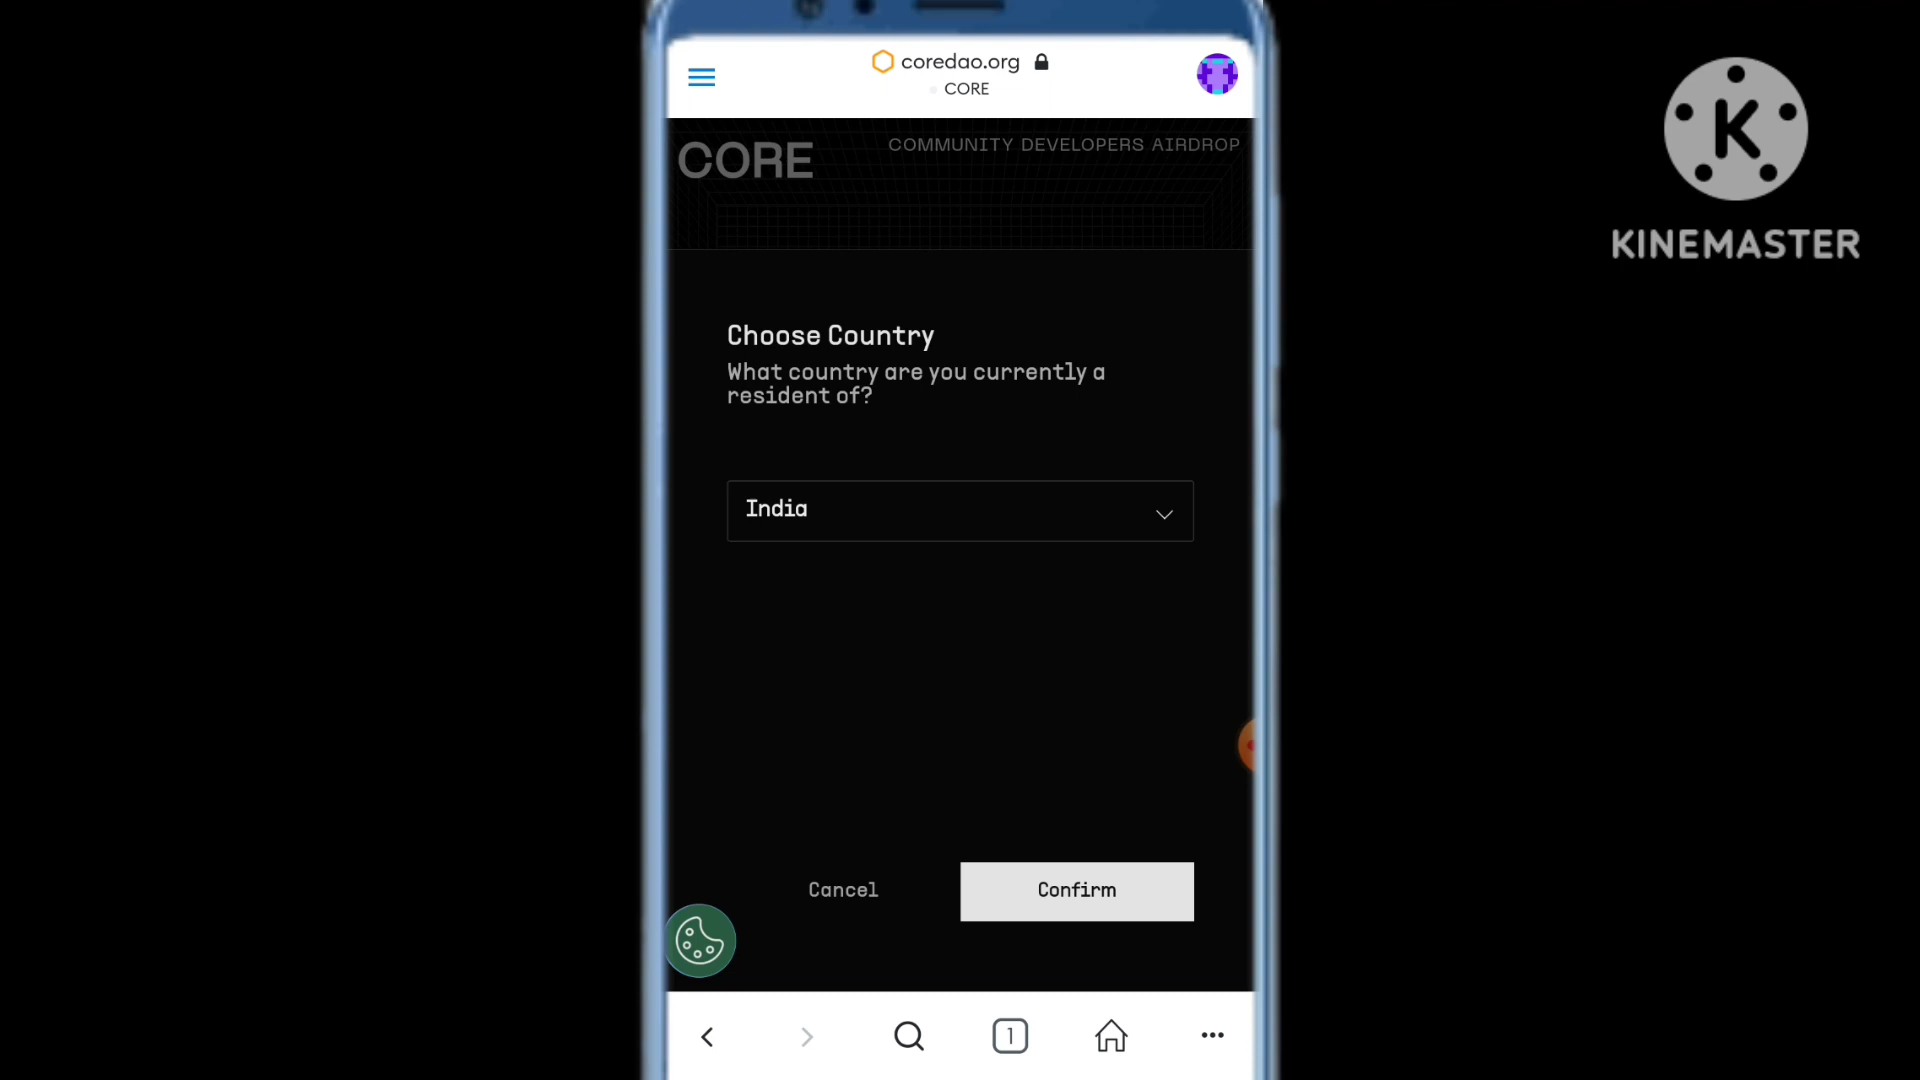 coredao.org
CORE
CORE
COMMUNITY DEVELOPERS AIRDROP
K
KINEMASTER
Choose Country
What country are you currently a
resident of?
India
Cancel
Confirm
1